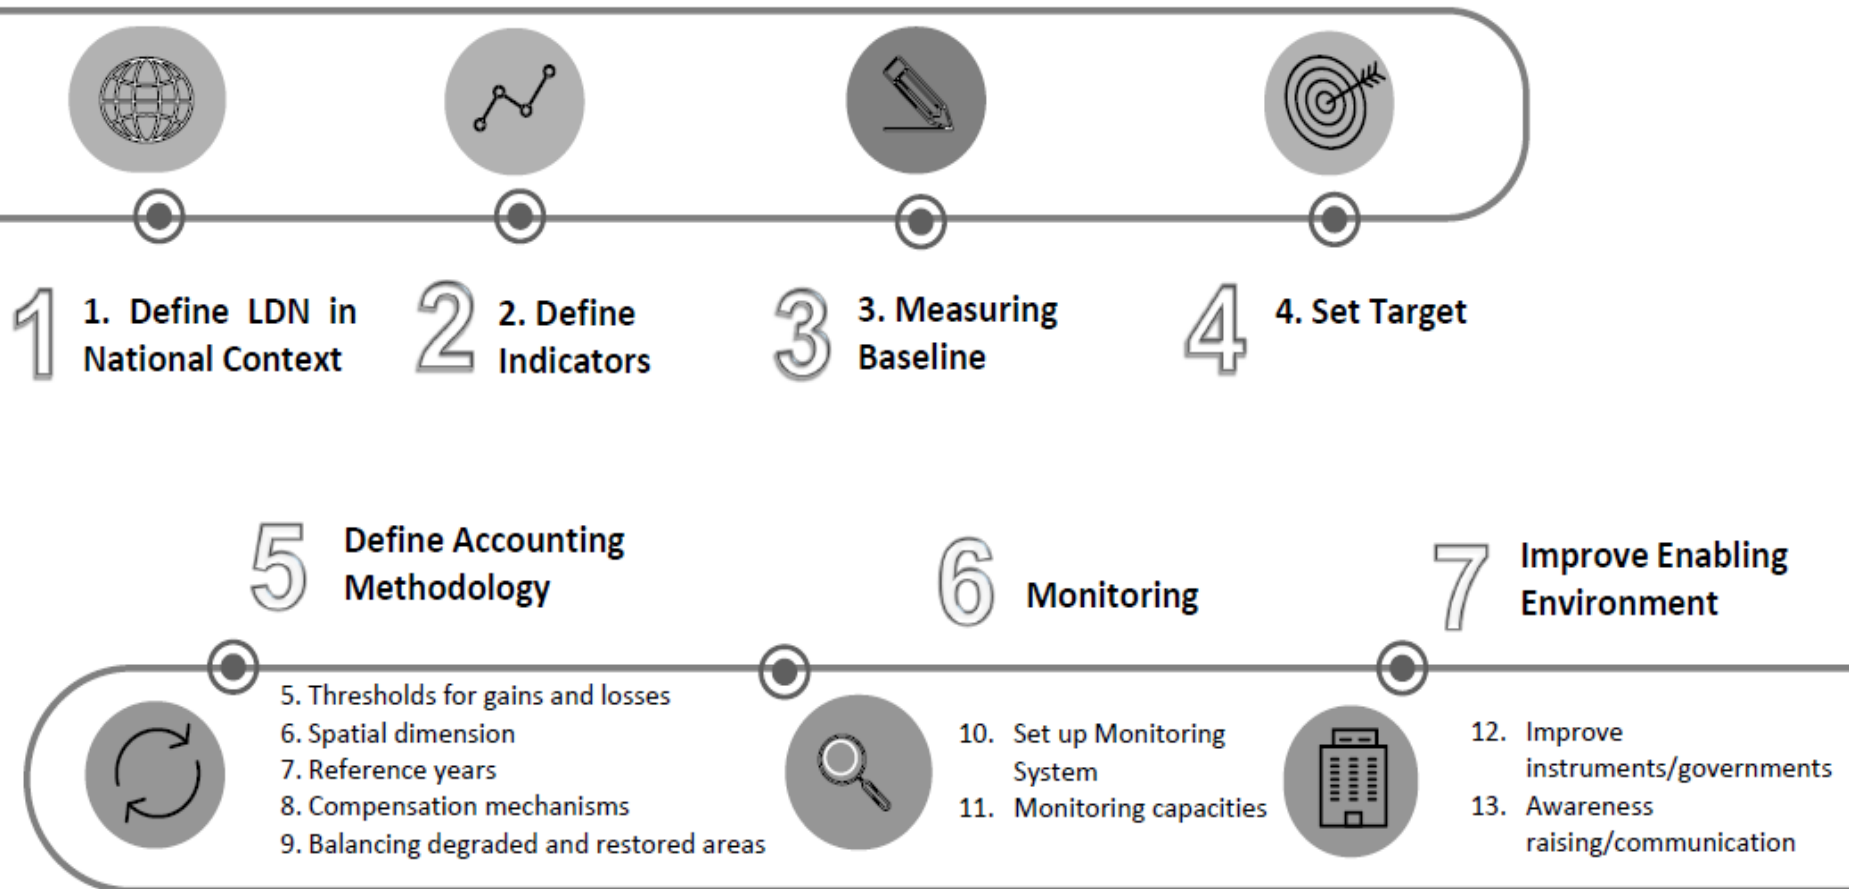 1
1. Define LDN in
National Context
2
2. Define
Indicators
3
3. Measuring
Baseline
4
4. Set Target
5
Define Accounting
Methodology
6
Monitoring
7
Improve Enabling
Environment
5. Thresholds for gains and losses
6. Spatial dimension
7. Reference years
8. Compensation mechanisms
9. Balancing degraded and restored areas
10. Set up Monitoring
System
11. Monitoring capacities
12. Improve
instruments/governments
13. Awareness
raising/communication